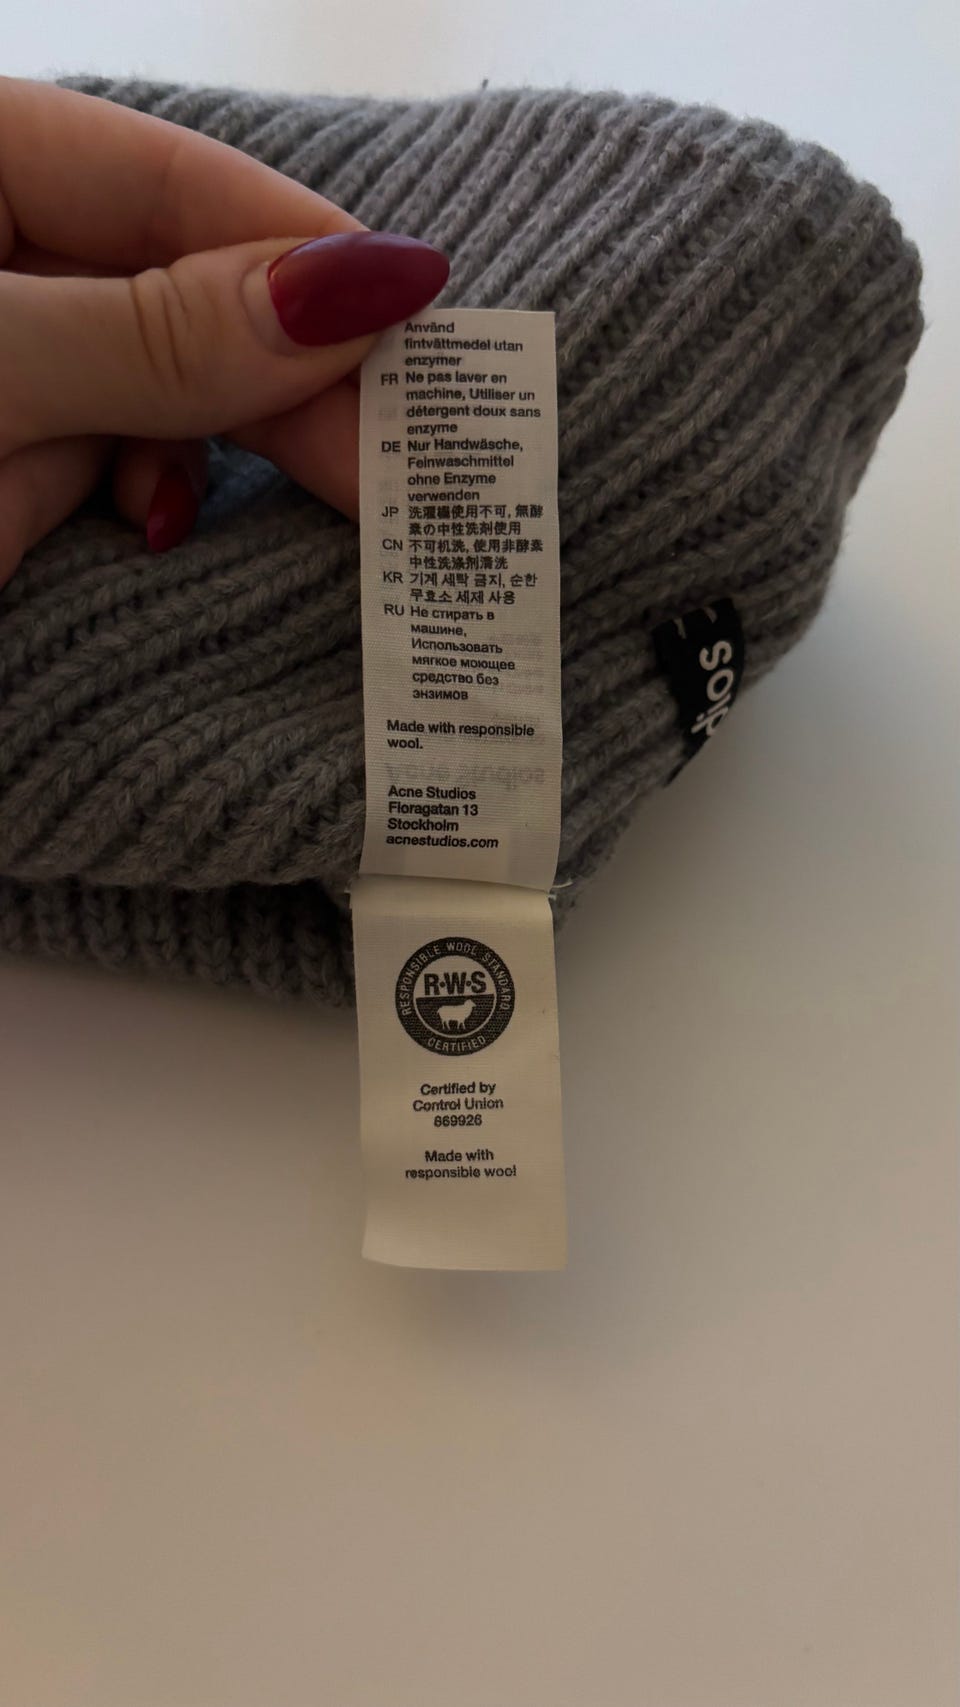 Använd
fintvättmedel utan
enzymer
FR Ne pas laver en
machine, Utiliser un
détergent doux sans
enzyme
DE Nur Handwäsche,
Feinwaschmittel
ohne Enzyme
verwenden
JP 洗濯機使用不可, 無酵
素の中性洗剤使用
CN 不可机洗, 使用非酵素
中性洗涤剂清洗
KR 기계 세탁 금지, 순한
무효소 세제 사용
RU Не стирать в
машине,
Использовать
мягкое моющее
средство без
энзимов
Made with responsible
wool.
Acne Studios
Acne Studios
Floragatan 13
Stockholm
acnestudios.com
dios
RESPONSIBLE WOOL STANDARD
R·W·S
CERTIFIED
Certified by
Control Union
869926
Made with
responsible wool